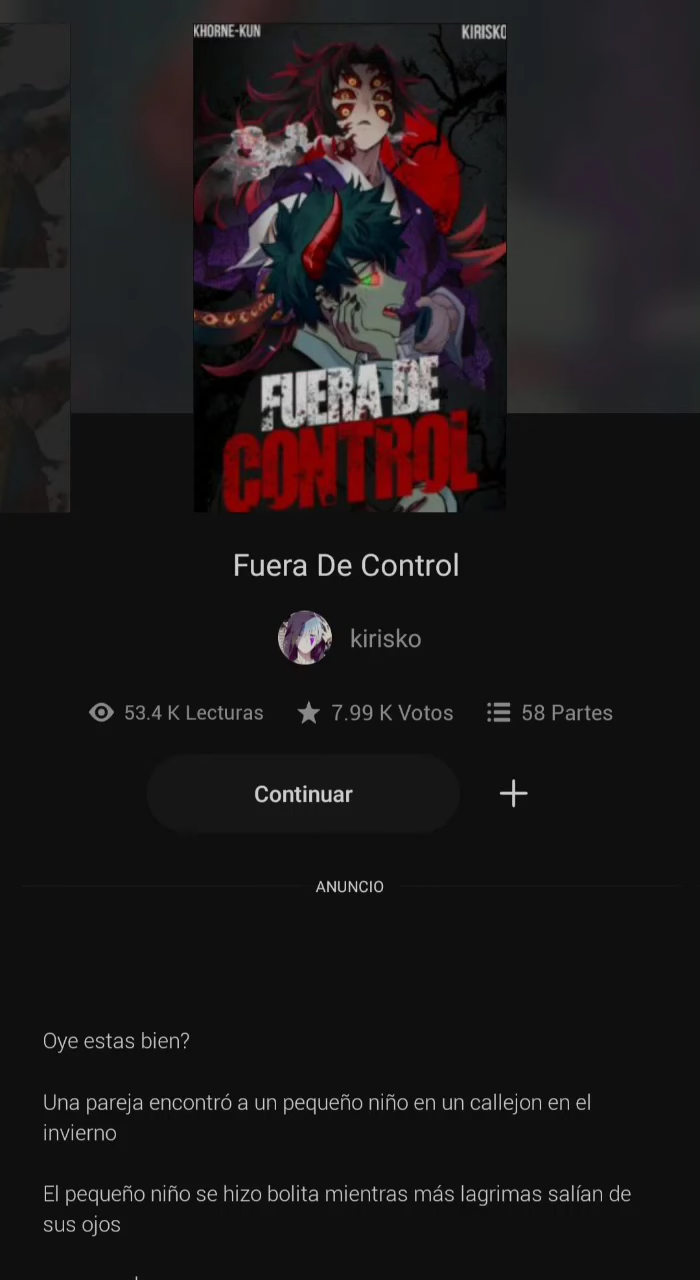 KHORNE-KUN KIRISKO
FUERA DE
CONTROL
Fuera De Control
kirisko
53.4 K Lecturas 7.99 K Votos 58 Partes
Continuar
ANUNCIO
Oye estas bien?
Una pareja encontró a un pequeño niño en un callejon en el
invierno
El pequeño niño se hizo bolita mientras más lagrimas salían de
sus ojos